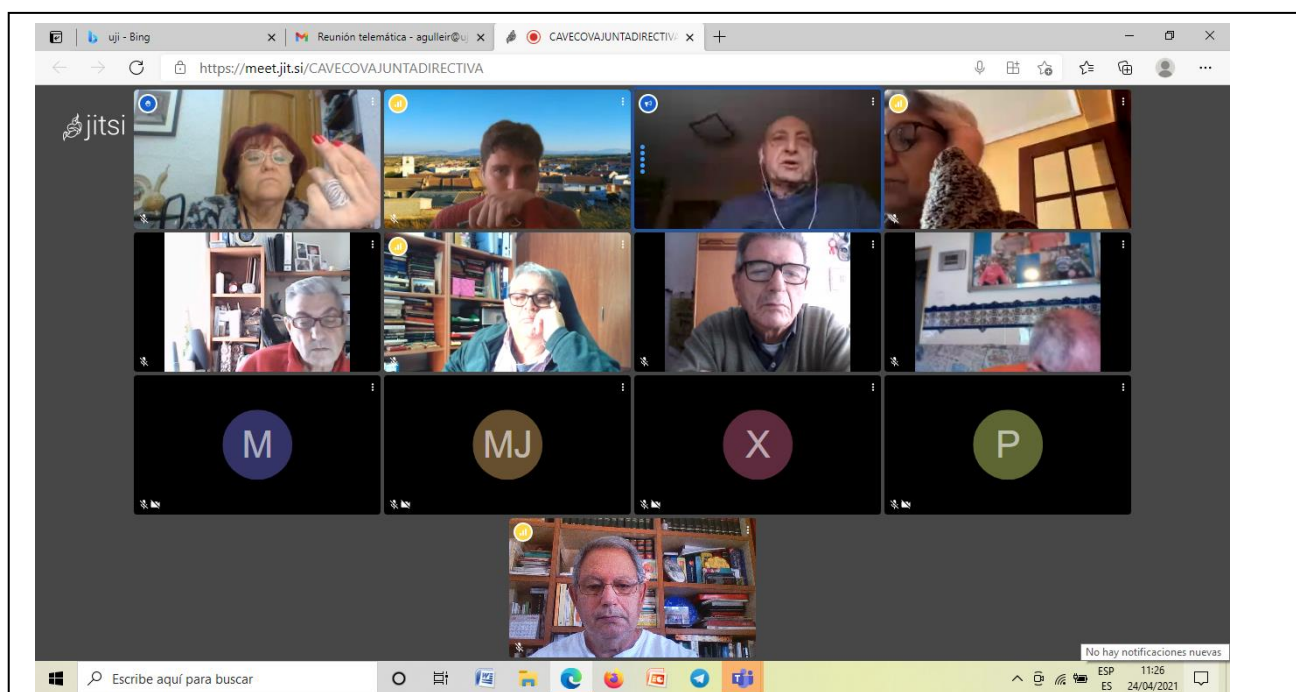 uji - Bing
Reunión telemática - agulleir@uj
CAVECOVAJUNTADIRECTIVA
https://meet.jit.si/CAVECOVAJUNTADIRECTIVA
jitsi
M
MJ
X
P
No hay notificaciones nuevas
Escribe aquí para buscar
ESP
ES
11:26
24/04/2021